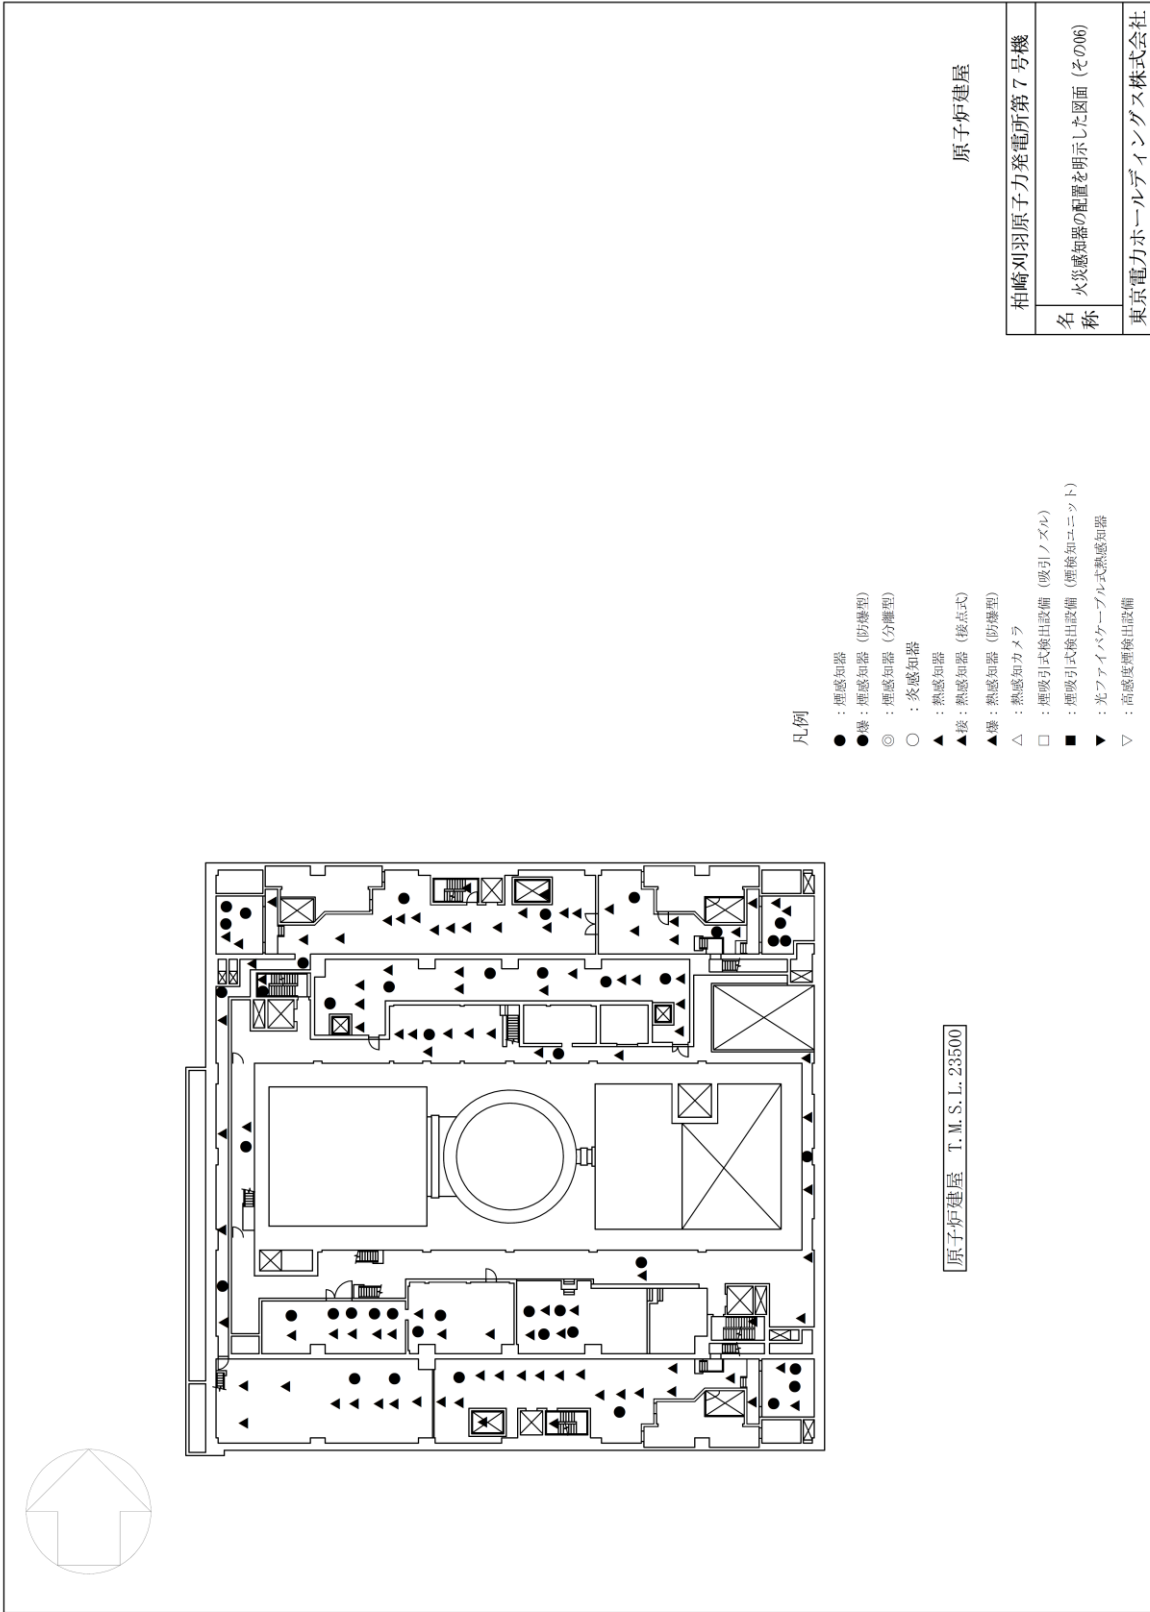 原子炉建屋 T.M.S.L. 23500
凡例
● ：煙感知器
●爆：煙感知器（防爆型）
◎ ：煙感知器（分離型）
○ ：炎感知器
▲ ：熱感知器
▲接：熱感知器（接点式）
▲爆：熱感知器（防爆型）
△ ：熱感知カメラ
□ ：煙吸引式検出設備（吸引ノズル）
■ ：煙吸引式検出設備（煙検知ユニット）
▼ ：光ファイバケーブル式熱感知器
▽ ：高感度煙検出設備
原子炉建屋
柏崎刈羽原子力発電所第７号機
名称 火災感知器の配置を明示した図面（その06）
東京電力ホールディングス株式会社